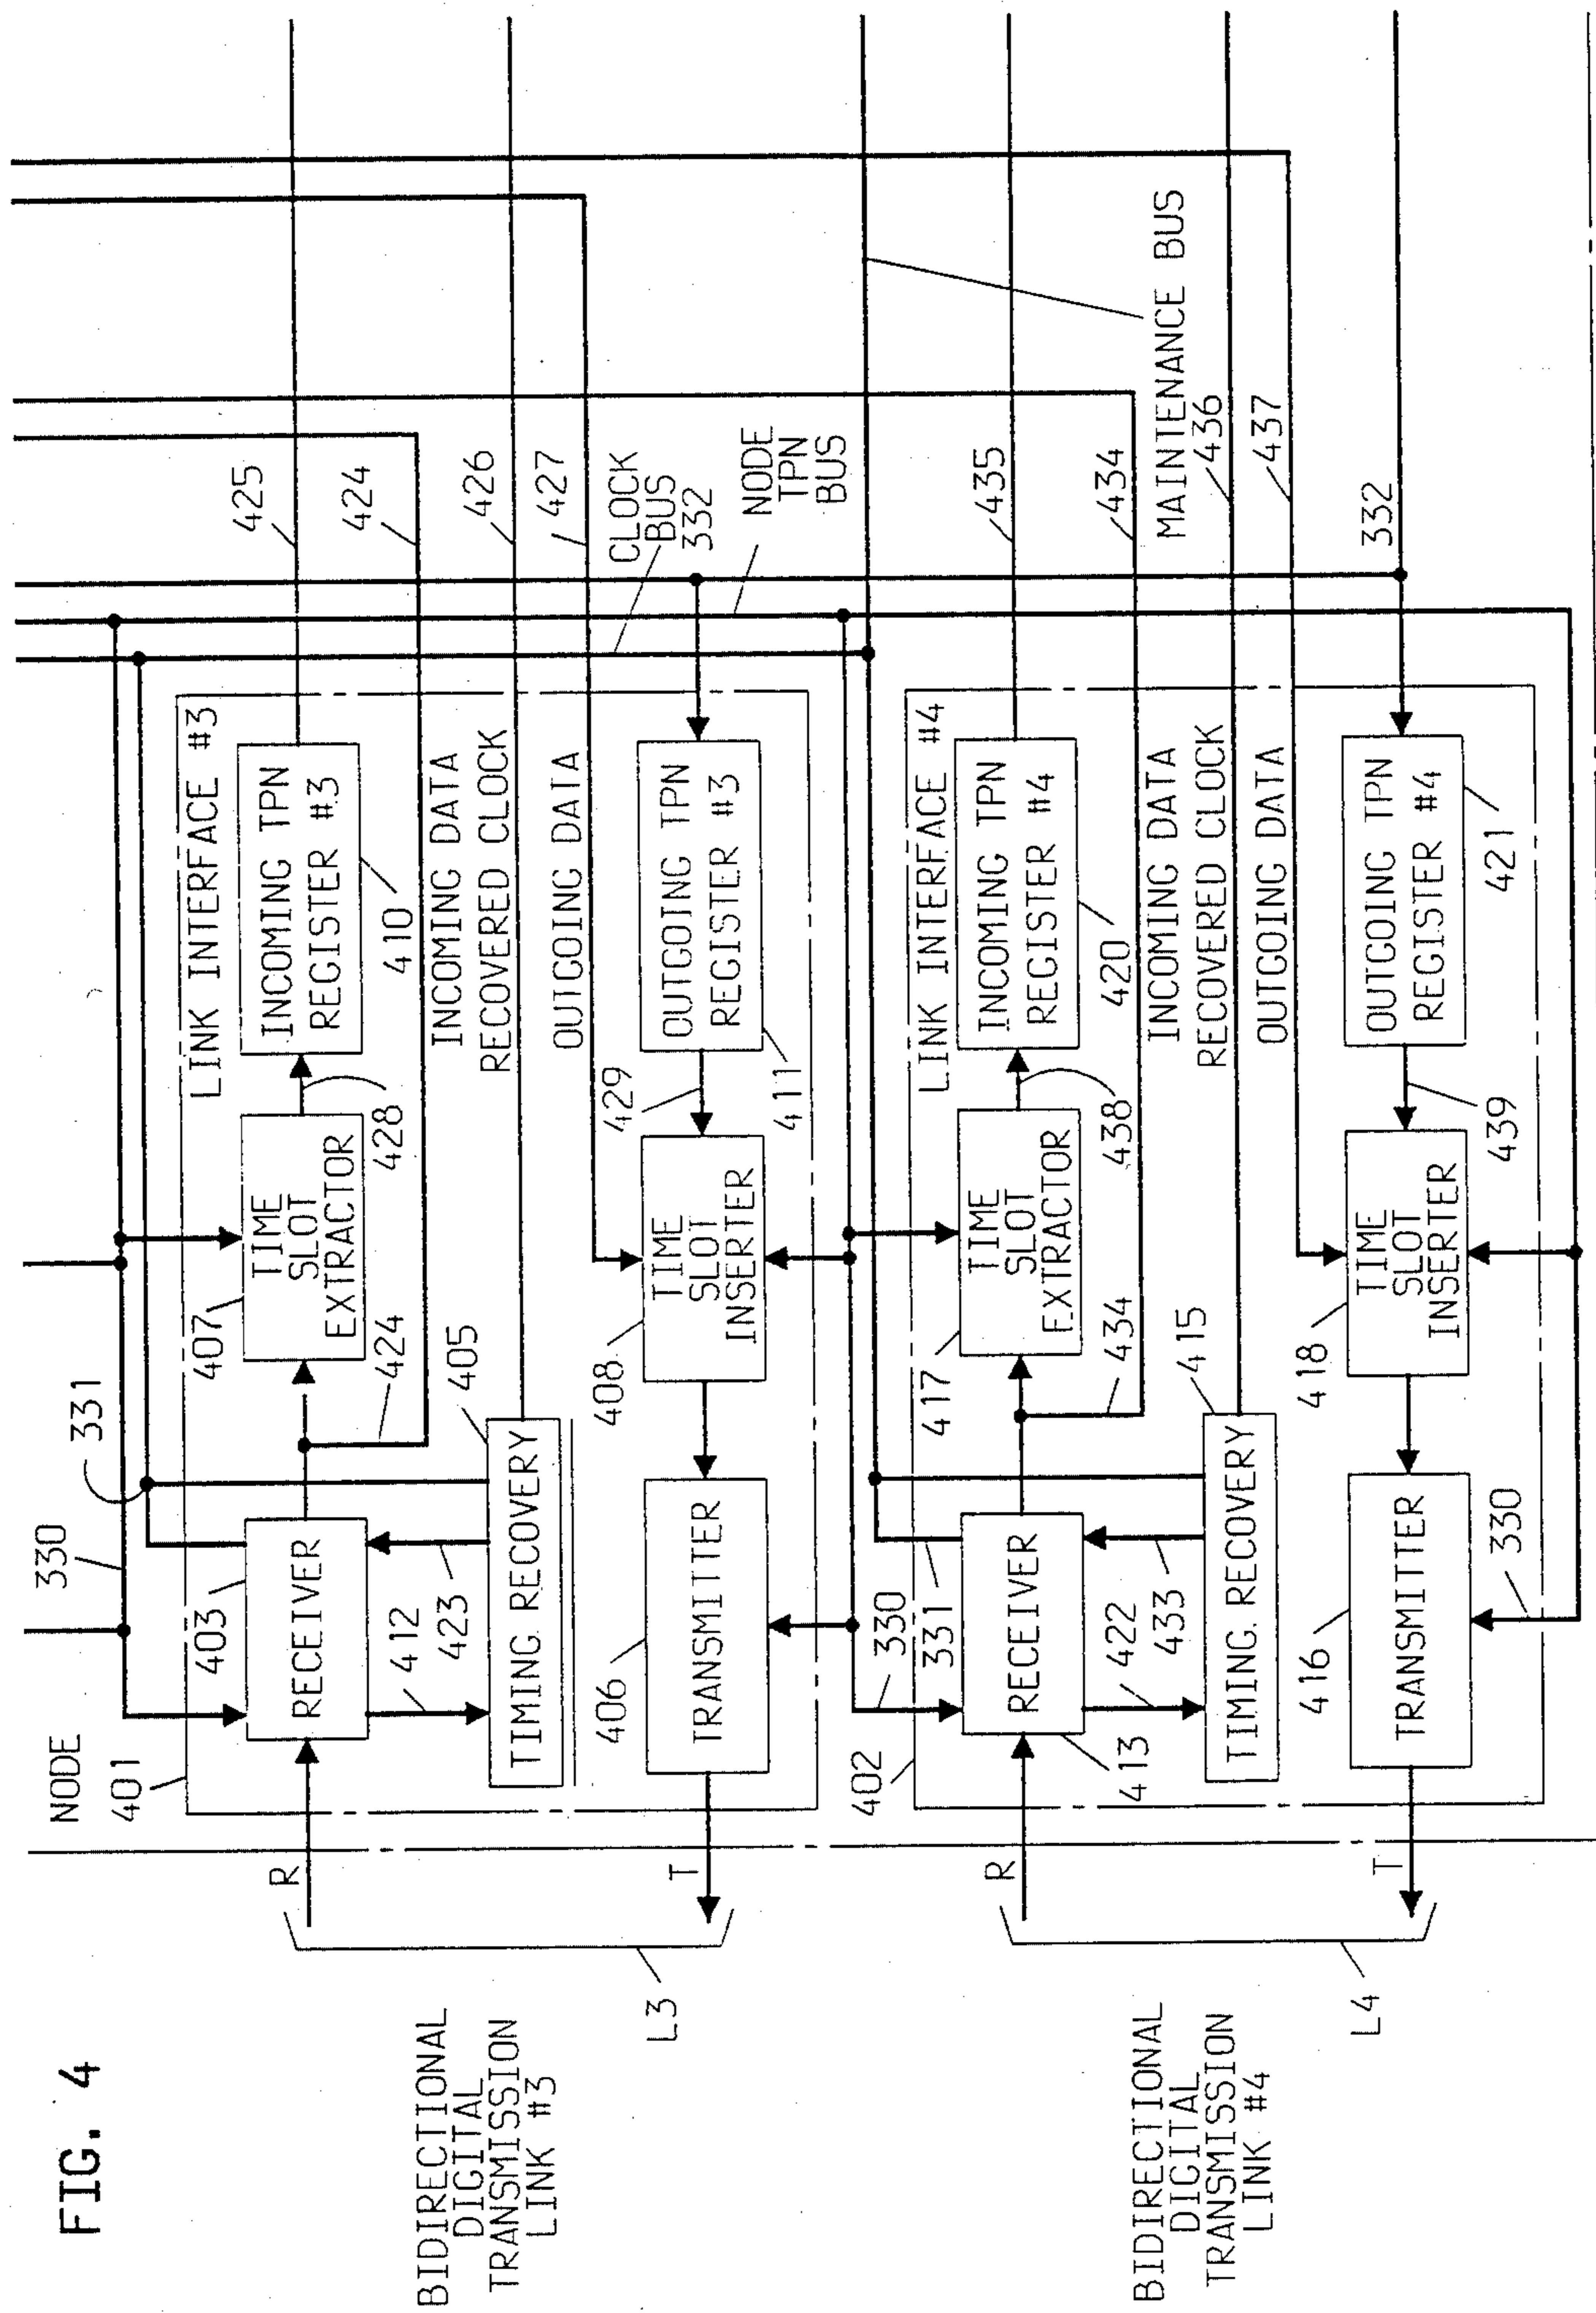 FIG. 4
BIDIRECTIONAL
DIGITAL
TRANSMISSION
LINK #3
L3
R
T
NODE
401
330
331
403
RECEIVER
412
423
TIMING RECOVERY
405
406
TRANSMITTER
407
TIME
SLOT
EXTRACTOR
424
428
408
TIME
SLOT
INSERTER
429
LINK INTERFACE #3
INCOMING TPN
REGISTER #3
410
INCOMING DATA
RECOVERED CLOCK
OUTGOING DATA
OUTGOING TPN
REGISTER #3
411
425
424
426
427
CLOCK
BUS
332
NODE
TPN
BUS
MAINTENANCE BUS
BIDIRECTIONAL
DIGITAL
TRANSMISSION
LINK #4
L4
R
T
402
330
331
RECEIVER
413
422
433
TIMING. RECOVERY
415
416
TRANSMITTER
330
417
TIME
SLOT
EXTRACTOR
434
438
418
TIME
SLOT
INSERTER
439
LINK INTERFACE #4
INCOMING TPN
REGISTER #4
420
INCOMING DATA
RECOVERED CLOCK
OUTGOING DATA
OUTGOING TPN
REGISTER #4
421
435
434
436
437
332